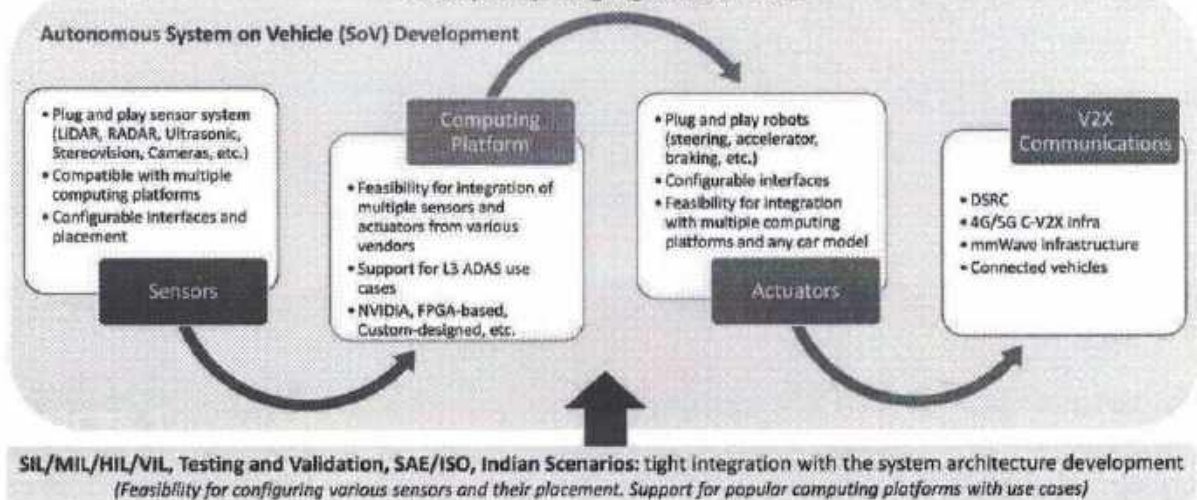 Autonomous System on Vehicle (SoV) Development
• Plug and play sensor system
(LiDAR, RADAR, Ultrasonic,
Stereovision, Cameras, etc.)
• Compatible with multiple
computing platforms
• Configurable interfaces and
placement
Sensors
Computing
Platform
• Feasibility for integration of
multiple sensors and
actuators from various
vendors
• Support for L3 ADAS use
cases
• NVIDIA, FPGA-based,
Custom-designed, etc.
• Plug and play robots
(steering, accelerator,
braking, etc.)
• Configurable interfaces
• Feasibility for integration
with multiple computing
platforms and any car model
Actuators
V2X
Communications
• DSRC
• 4G/5G C-V2X infra
• mmWave infrastructure
• Connected vehicles
SIL/MIL/HIL/VIL, Testing and Validation, SAE/ISO, Indian Scenarios: tight integration with the system architecture development
(Feasibility for configuring various sensors and their placement. Support for popular computing platforms with use cases)